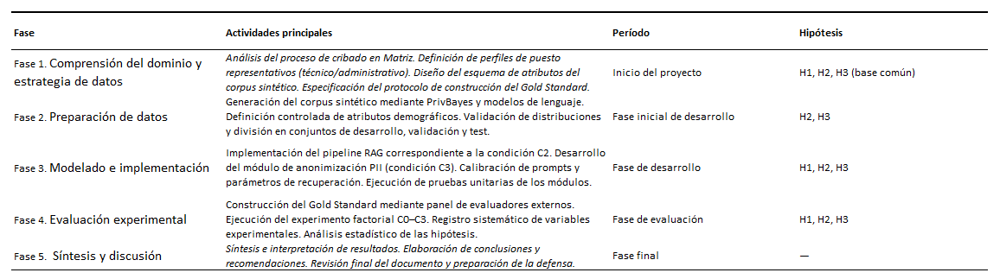 Fase Actividades principales Período Hipótesis
Fase 1. Comprensión del dominio y estrategia de datos
Análisis del proceso de cribado en Matriz. Definición de perfiles de puesto
representativos (técnico/administrativo). Diseño del esquema de atributos del
corpus sintético. Especificación del protocolo de construcción del Gold Standard.
Inicio del proyecto
H1, H2, H3 (base común)
Fase 2. Preparación de datos
Generación del corpus sintético mediante PrivBayes y modelos de lenguaje.
Definición controlada de atributos demográficos. Validación de distribuciones
y división en conjuntos de desarrollo, validación y test.
Fase inicial de desarrollo
H2, H3
Fase 3. Modelado e implementación
Implementación del pipeline RAG correspondiente a la condición C2. Desarrollo
del módulo de anonimización PII (condición C3). Calibración de prompts y
parámetros de recuperación. Ejecución de pruebas unitarias de los módulos.
Fase de desarrollo
H1, H2, H3
Fase 4. Evaluación experimental
Construcción del Gold Standard mediante panel de evaluadores externos.
Ejecución del experimento factorial C0–C3. Registro sistemático de variables
experimentales. Análisis estadístico de las hipótesis.
Fase de evaluación
H1, H2, H3
Fase 5. Síntesis y discusión
Síntesis e interpretación de resultados. Elaboración de conclusiones y
recomendaciones. Revisión final del documento y preparación de la defensa.
Fase final
—